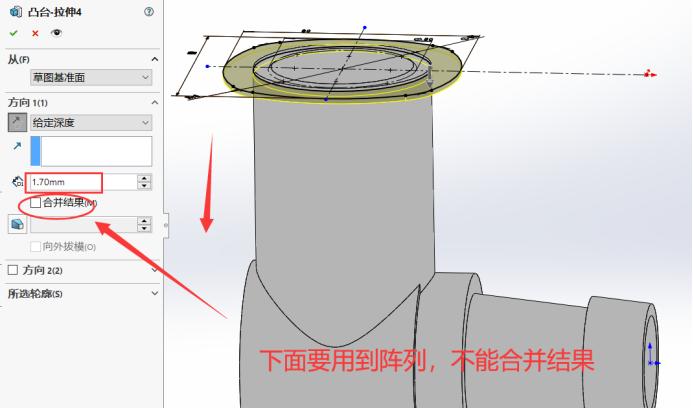 凸台-拉伸4
从(F)
草图基准面
方向 1(1)
给定深度
D1
1.70mm
合并结果(M)
向外拔模(O)
方向 2(2)
所选轮廓(S)
下面要用到阵列，不能合并结果